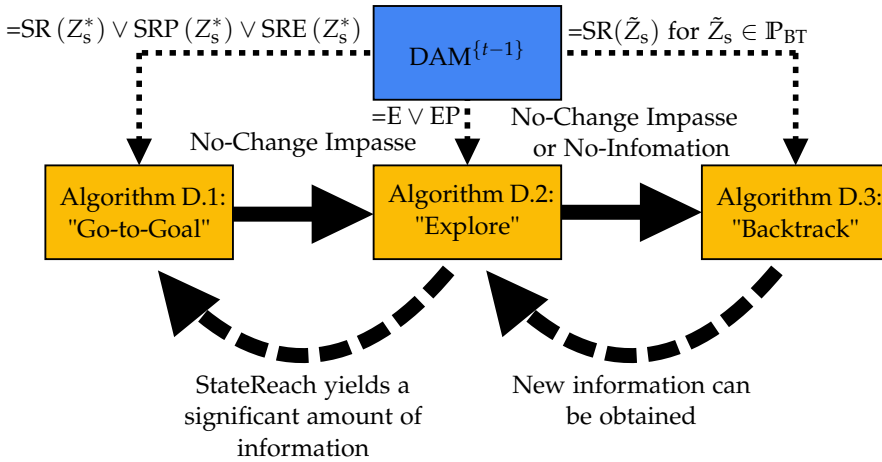 =SR (Z*s) ∨ SRP (Z*s) ∨ SRE (Z*s)
DAM{t−1}
=SR(Z̃s) for Z̃s ∈ ℙBT
=E ∨ EP
No-Change Impasse
No-Change Impasse
or No-Infomation
Algorithm D.1:
"Go-to-Goal"
Algorithm D.2:
"Explore"
Algorithm D.3:
"Backtrack"
StateReach yields a
significant amount of
information
New information can
be obtained